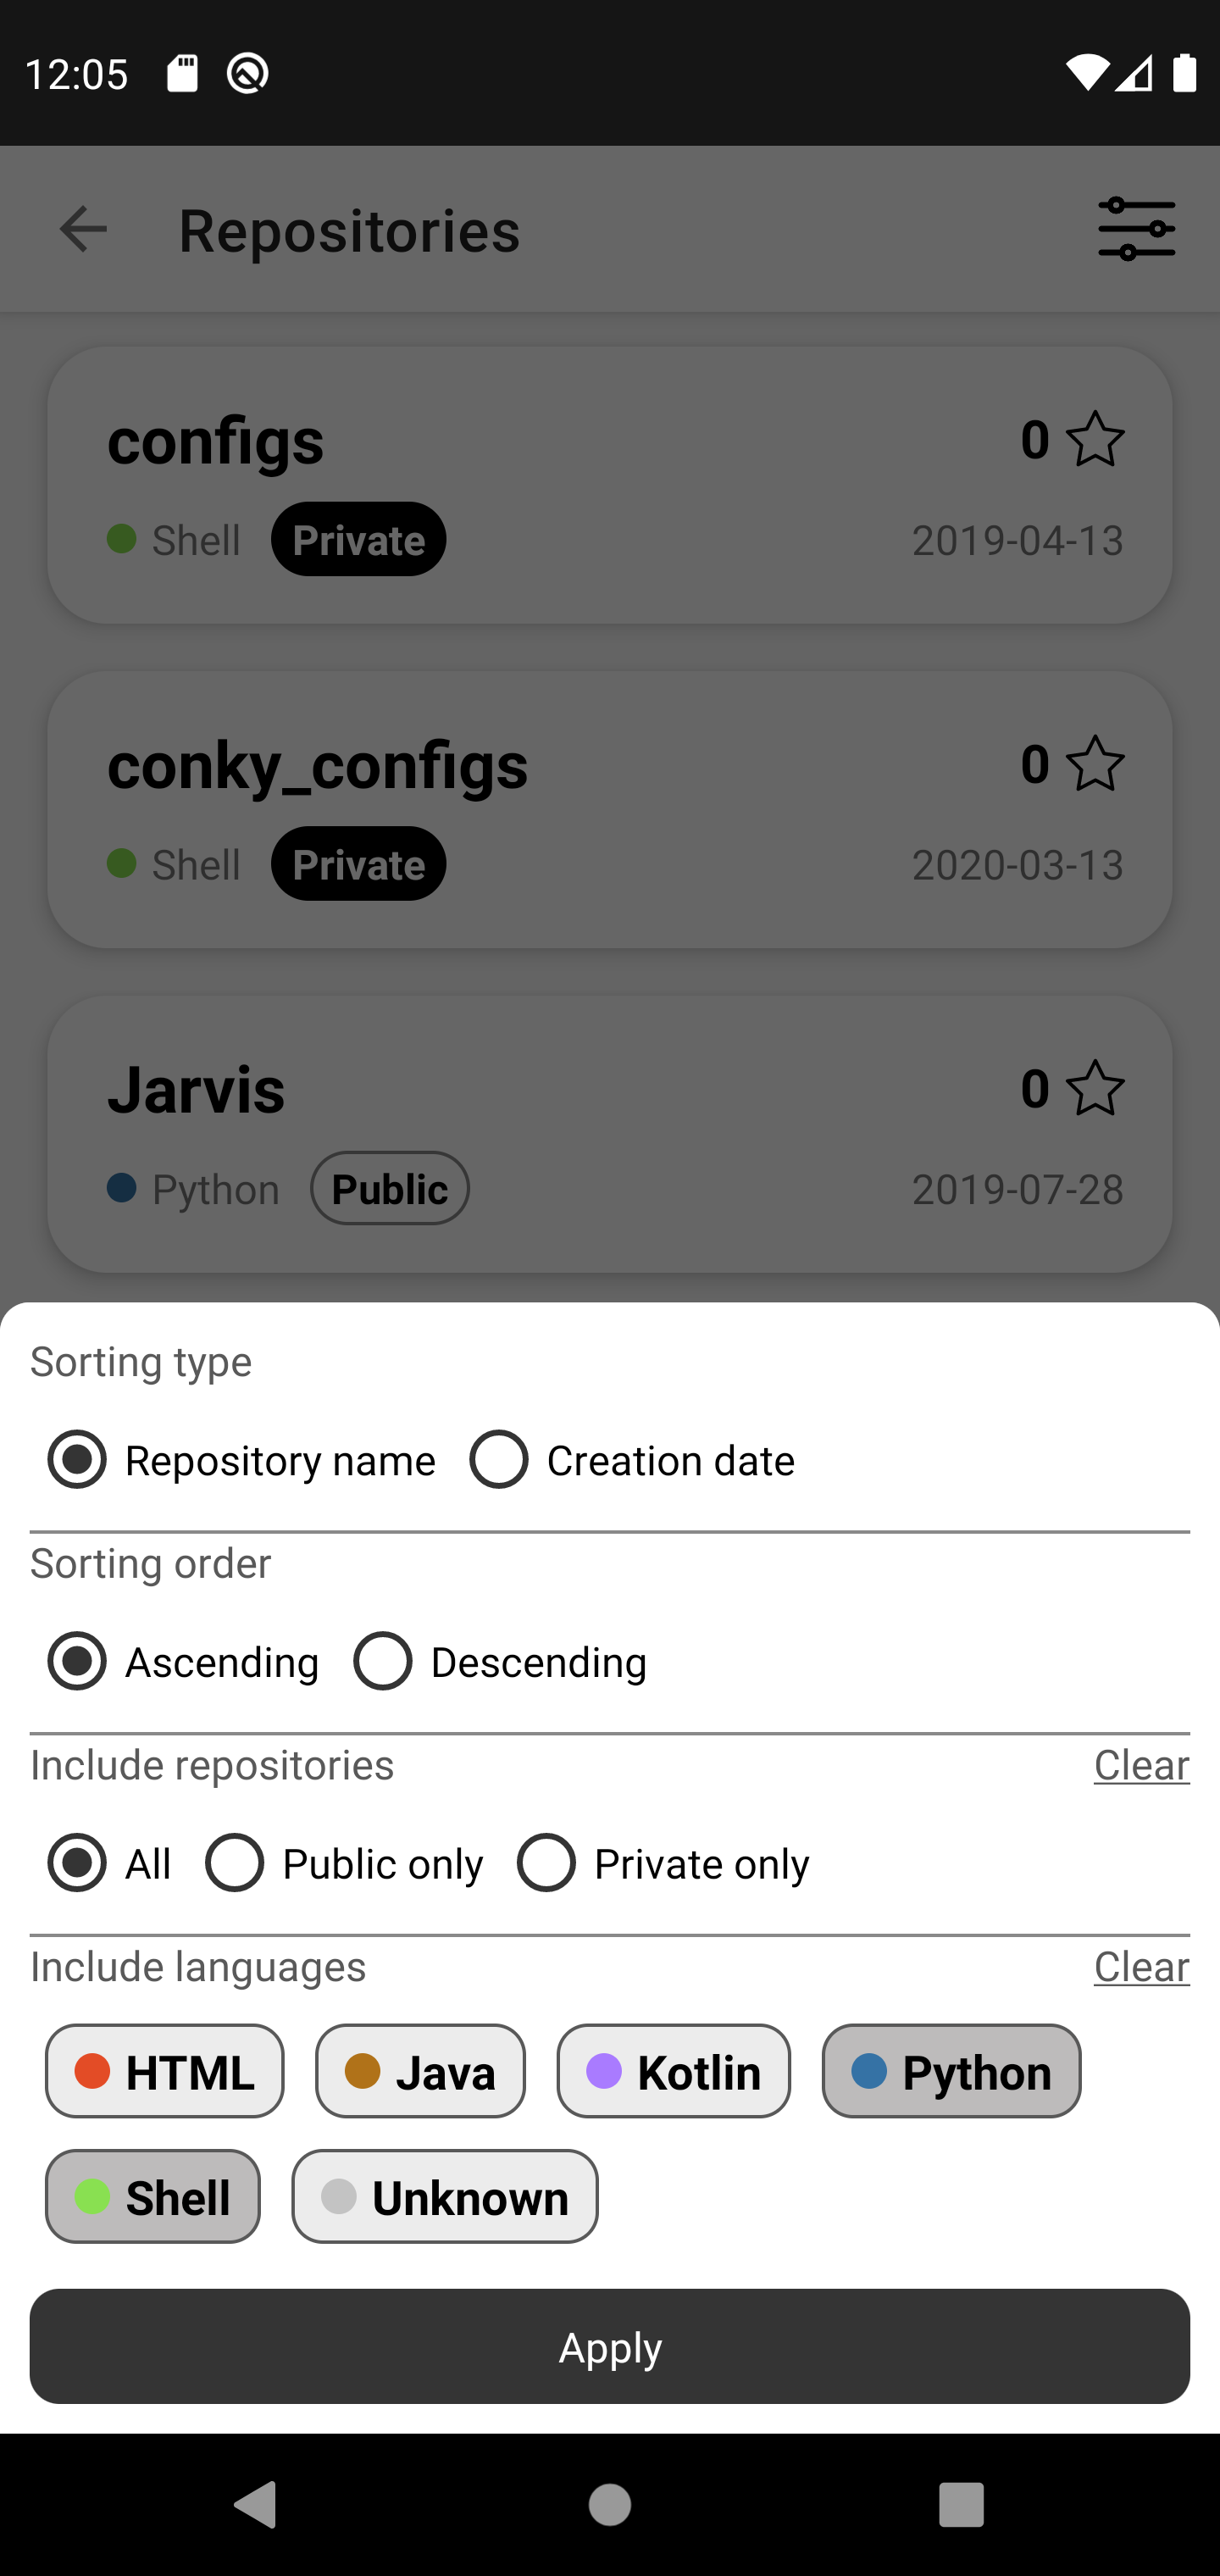 12:05
Repositories
configs 0
Shell Private 2019-04-13
conky_configs 0
Shell Private 2020-03-13
Jarvis 0
Python Public 2019-07-28
Sorting type
Repository name Creation date
Sorting order
Ascending Descending
Include repositories Clear
All Public only Private only
Include languages Clear
HTML Java Kotlin Python
Shell Unknown
Apply